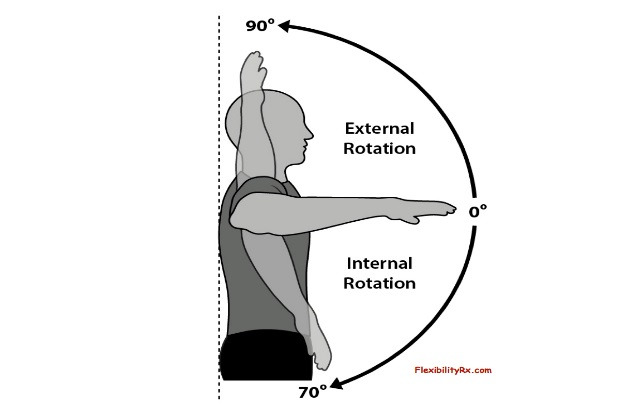 90°
External
Rotation
0°
Internal
Rotation
FlexibilityRx.com
70°